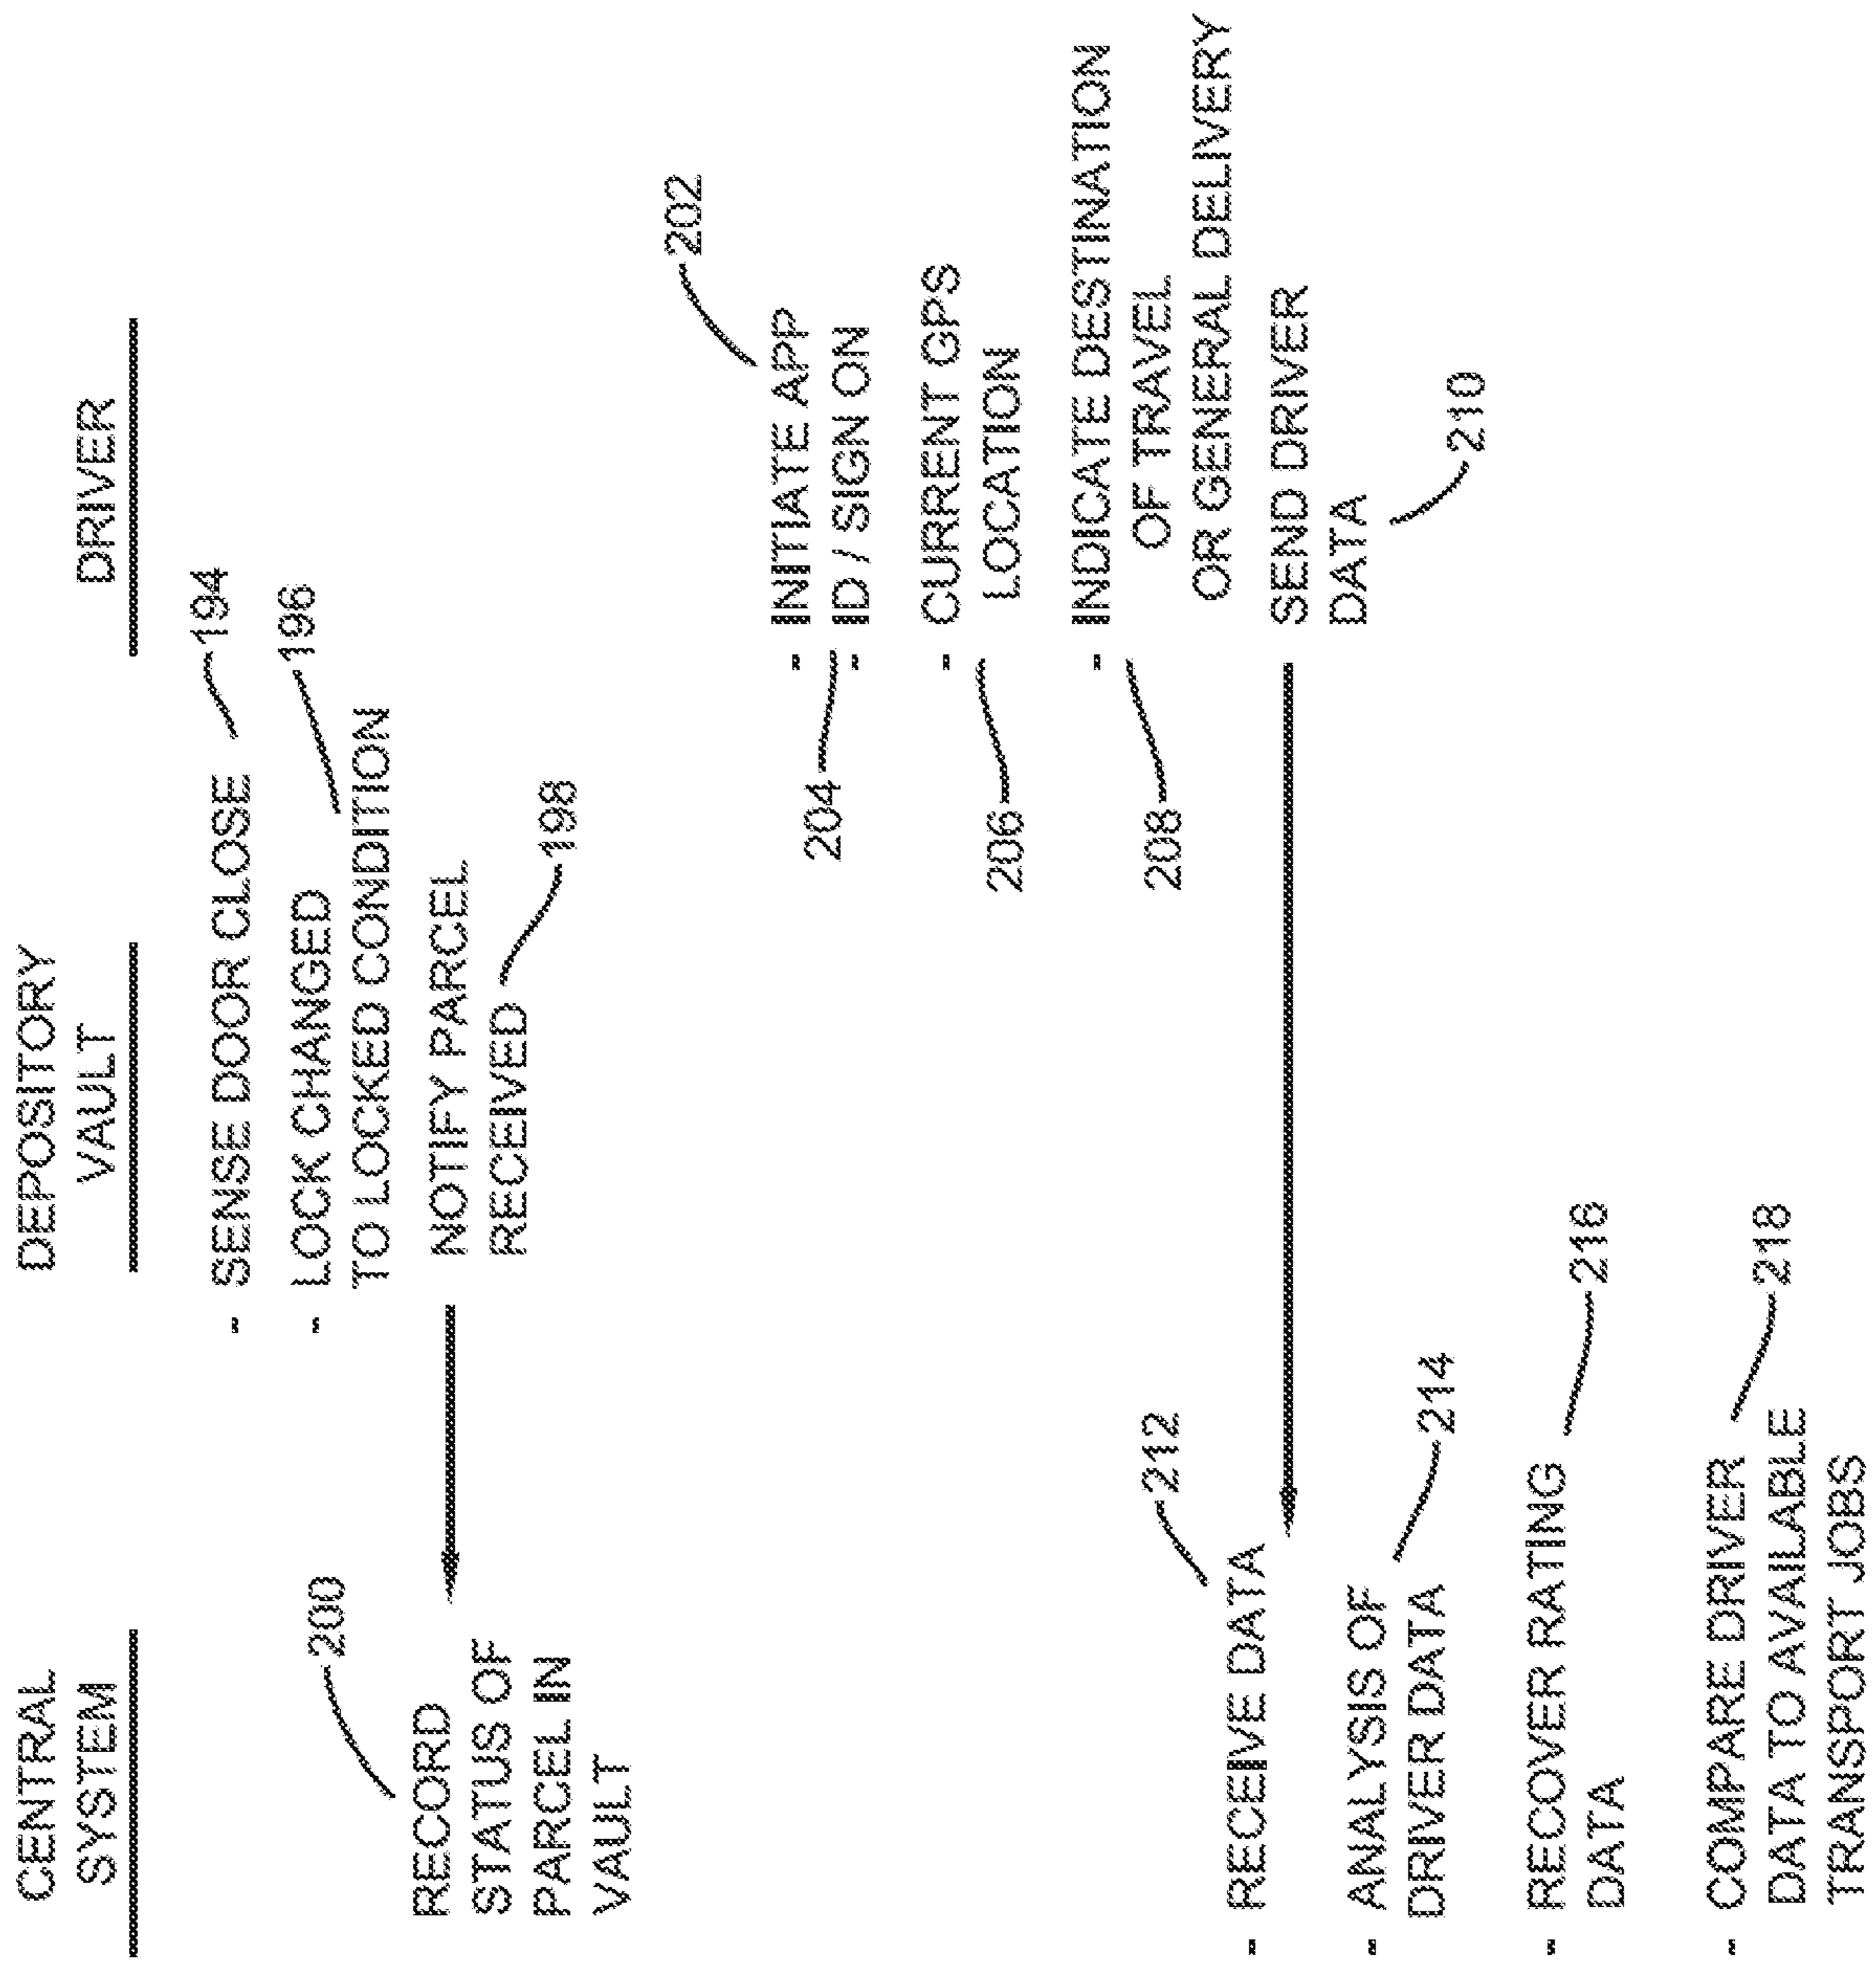 CENTRAL
SYSTEM
DEPOSITORY
VAULT
DRIVER
- SENSE DOOR CLOSE
194
- LOCK CHANGED
TO LOCKED CONDITION
196
NOTIFY PARCEL
RECEIVED
198
200
RECORD
STATUS OF
PARCEL IN
VAULT
202
- INITIATE APP
204
- ID / SIGN ON
- CURRENT GPS
LOCATION
206
- INDICATE DESTINATION
OF TRAVEL
OR GENERAL DELIVERY
208
SEND DRIVER
DATA
210
212
- RECEIVE DATA
- ANALYSIS OF
DRIVER DATA
214
- RECOVER RATING
DATA
216
- COMPARE DRIVER
DATA TO AVAILABLE
TRANSPORT JOBS
218